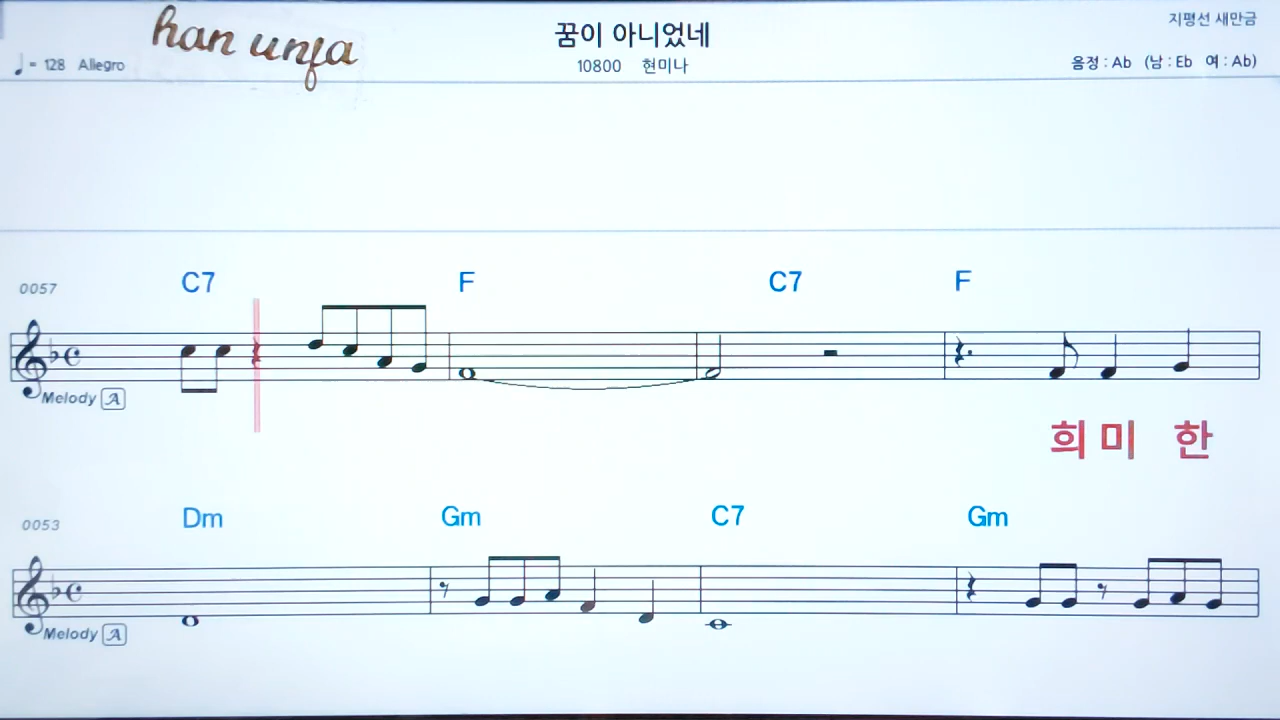 han unja
꿈이 아니었네
지평선 새만금
♩= 128 Allegro
10800 현미나
음정 : Ab (남 : Eb 여 : Ab)
0057
C7 F C7 F
Melody A
희 미 한
0053
Dm Gm C7 Gm
Melody A